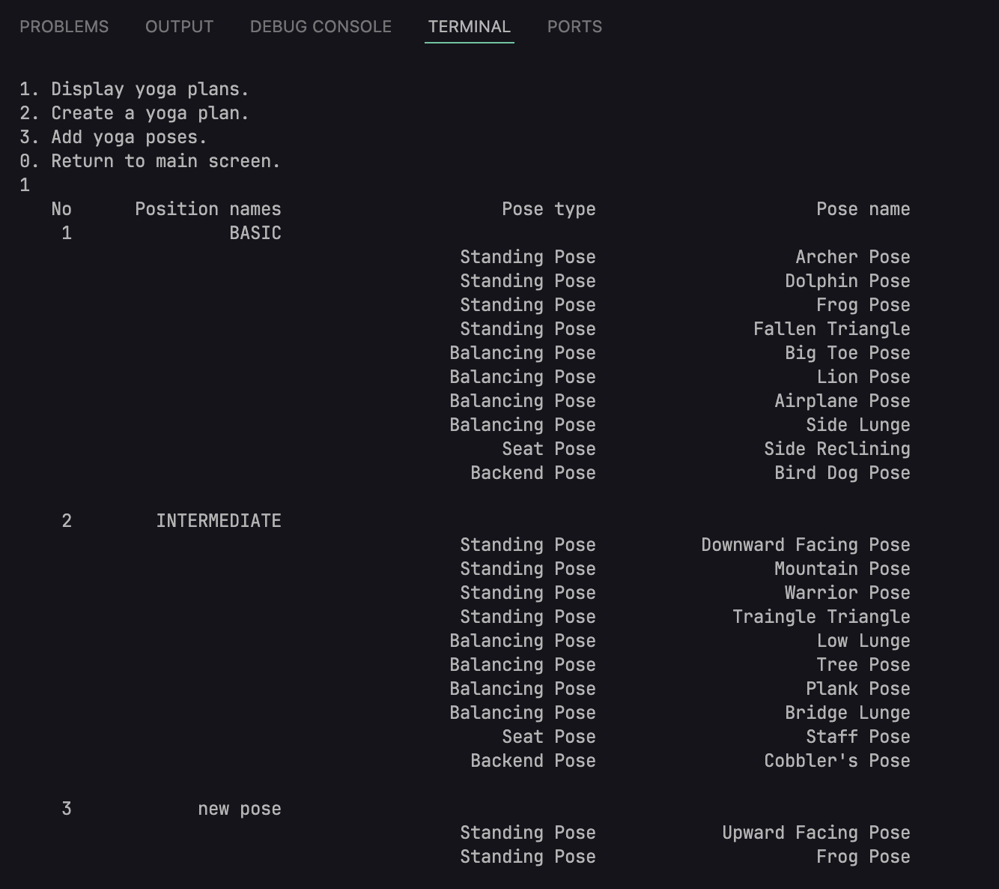 PROBLEMS OUTPUT DEBUG CONSOLE TERMINAL PORTS
1. Display yoga plans.
2. Create a yoga plan.
3. Add yoga poses.
0. Return to main screen.
1
No Position names Pose type Pose name
1 BASIC
Standing Pose Archer Pose
Standing Pose Dolphin Pose
Standing Pose Frog Pose
Standing Pose Fallen Triangle
Balancing Pose Big Toe Pose
Balancing Pose Lion Pose
Balancing Pose Airplane Pose
Balancing Pose Side Lunge
Seat Pose Side Reclining
Backend Pose Bird Dog Pose
2 INTERMEDIATE
Standing Pose Downward Facing Pose
Standing Pose Mountain Pose
Standing Pose Warrior Pose
Standing Pose Traingle Triangle
Balancing Pose Low Lunge
Balancing Pose Tree Pose
Balancing Pose Plank Pose
Balancing Pose Bridge Lunge
Seat Pose Staff Pose
Backend Pose Cobbler's Pose
3 new pose
Standing Pose Upward Facing Pose
Standing Pose Frog Pose